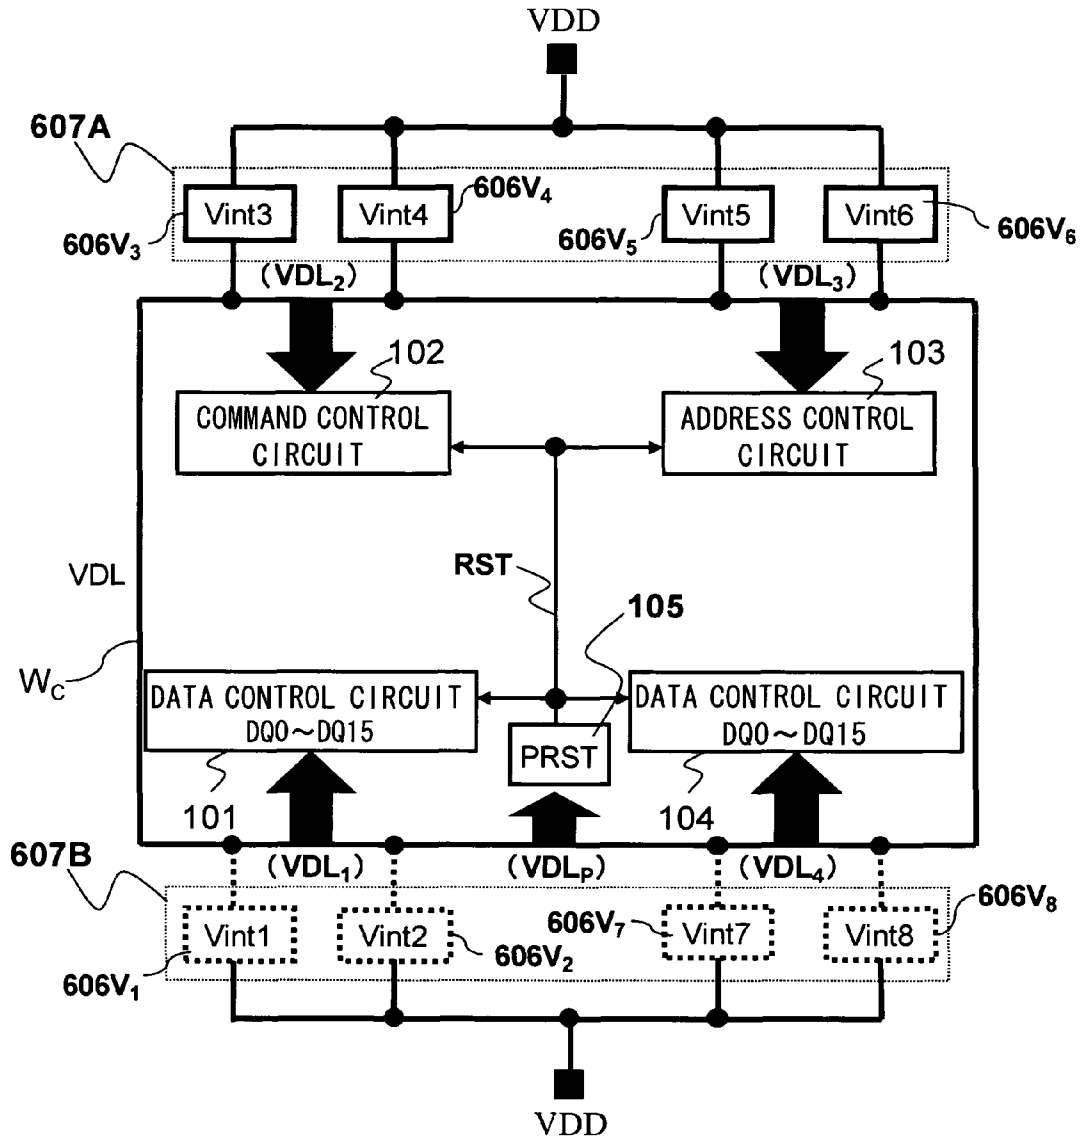 VDD
607A
Vint3
Vint4
606V4
Vint5
Vint6
606V3
606V5
606V6
(VDL2)
(VDL3)
102
103
COMMAND CONTROL
CIRCUIT
ADDRESS CONTROL
CIRCUIT
RST
VDL
105
WC
DATA CONTROL CIRCUIT
DQ0~DQ15
PRST
DATA CONTROL CIRCUIT
DQ0~DQ15
101
104
607B
(VDL1)
(VDLP)
(VDL4)
Vint1
Vint2
606V7
Vint7
Vint8
606V8
606V1
606V2
VDD